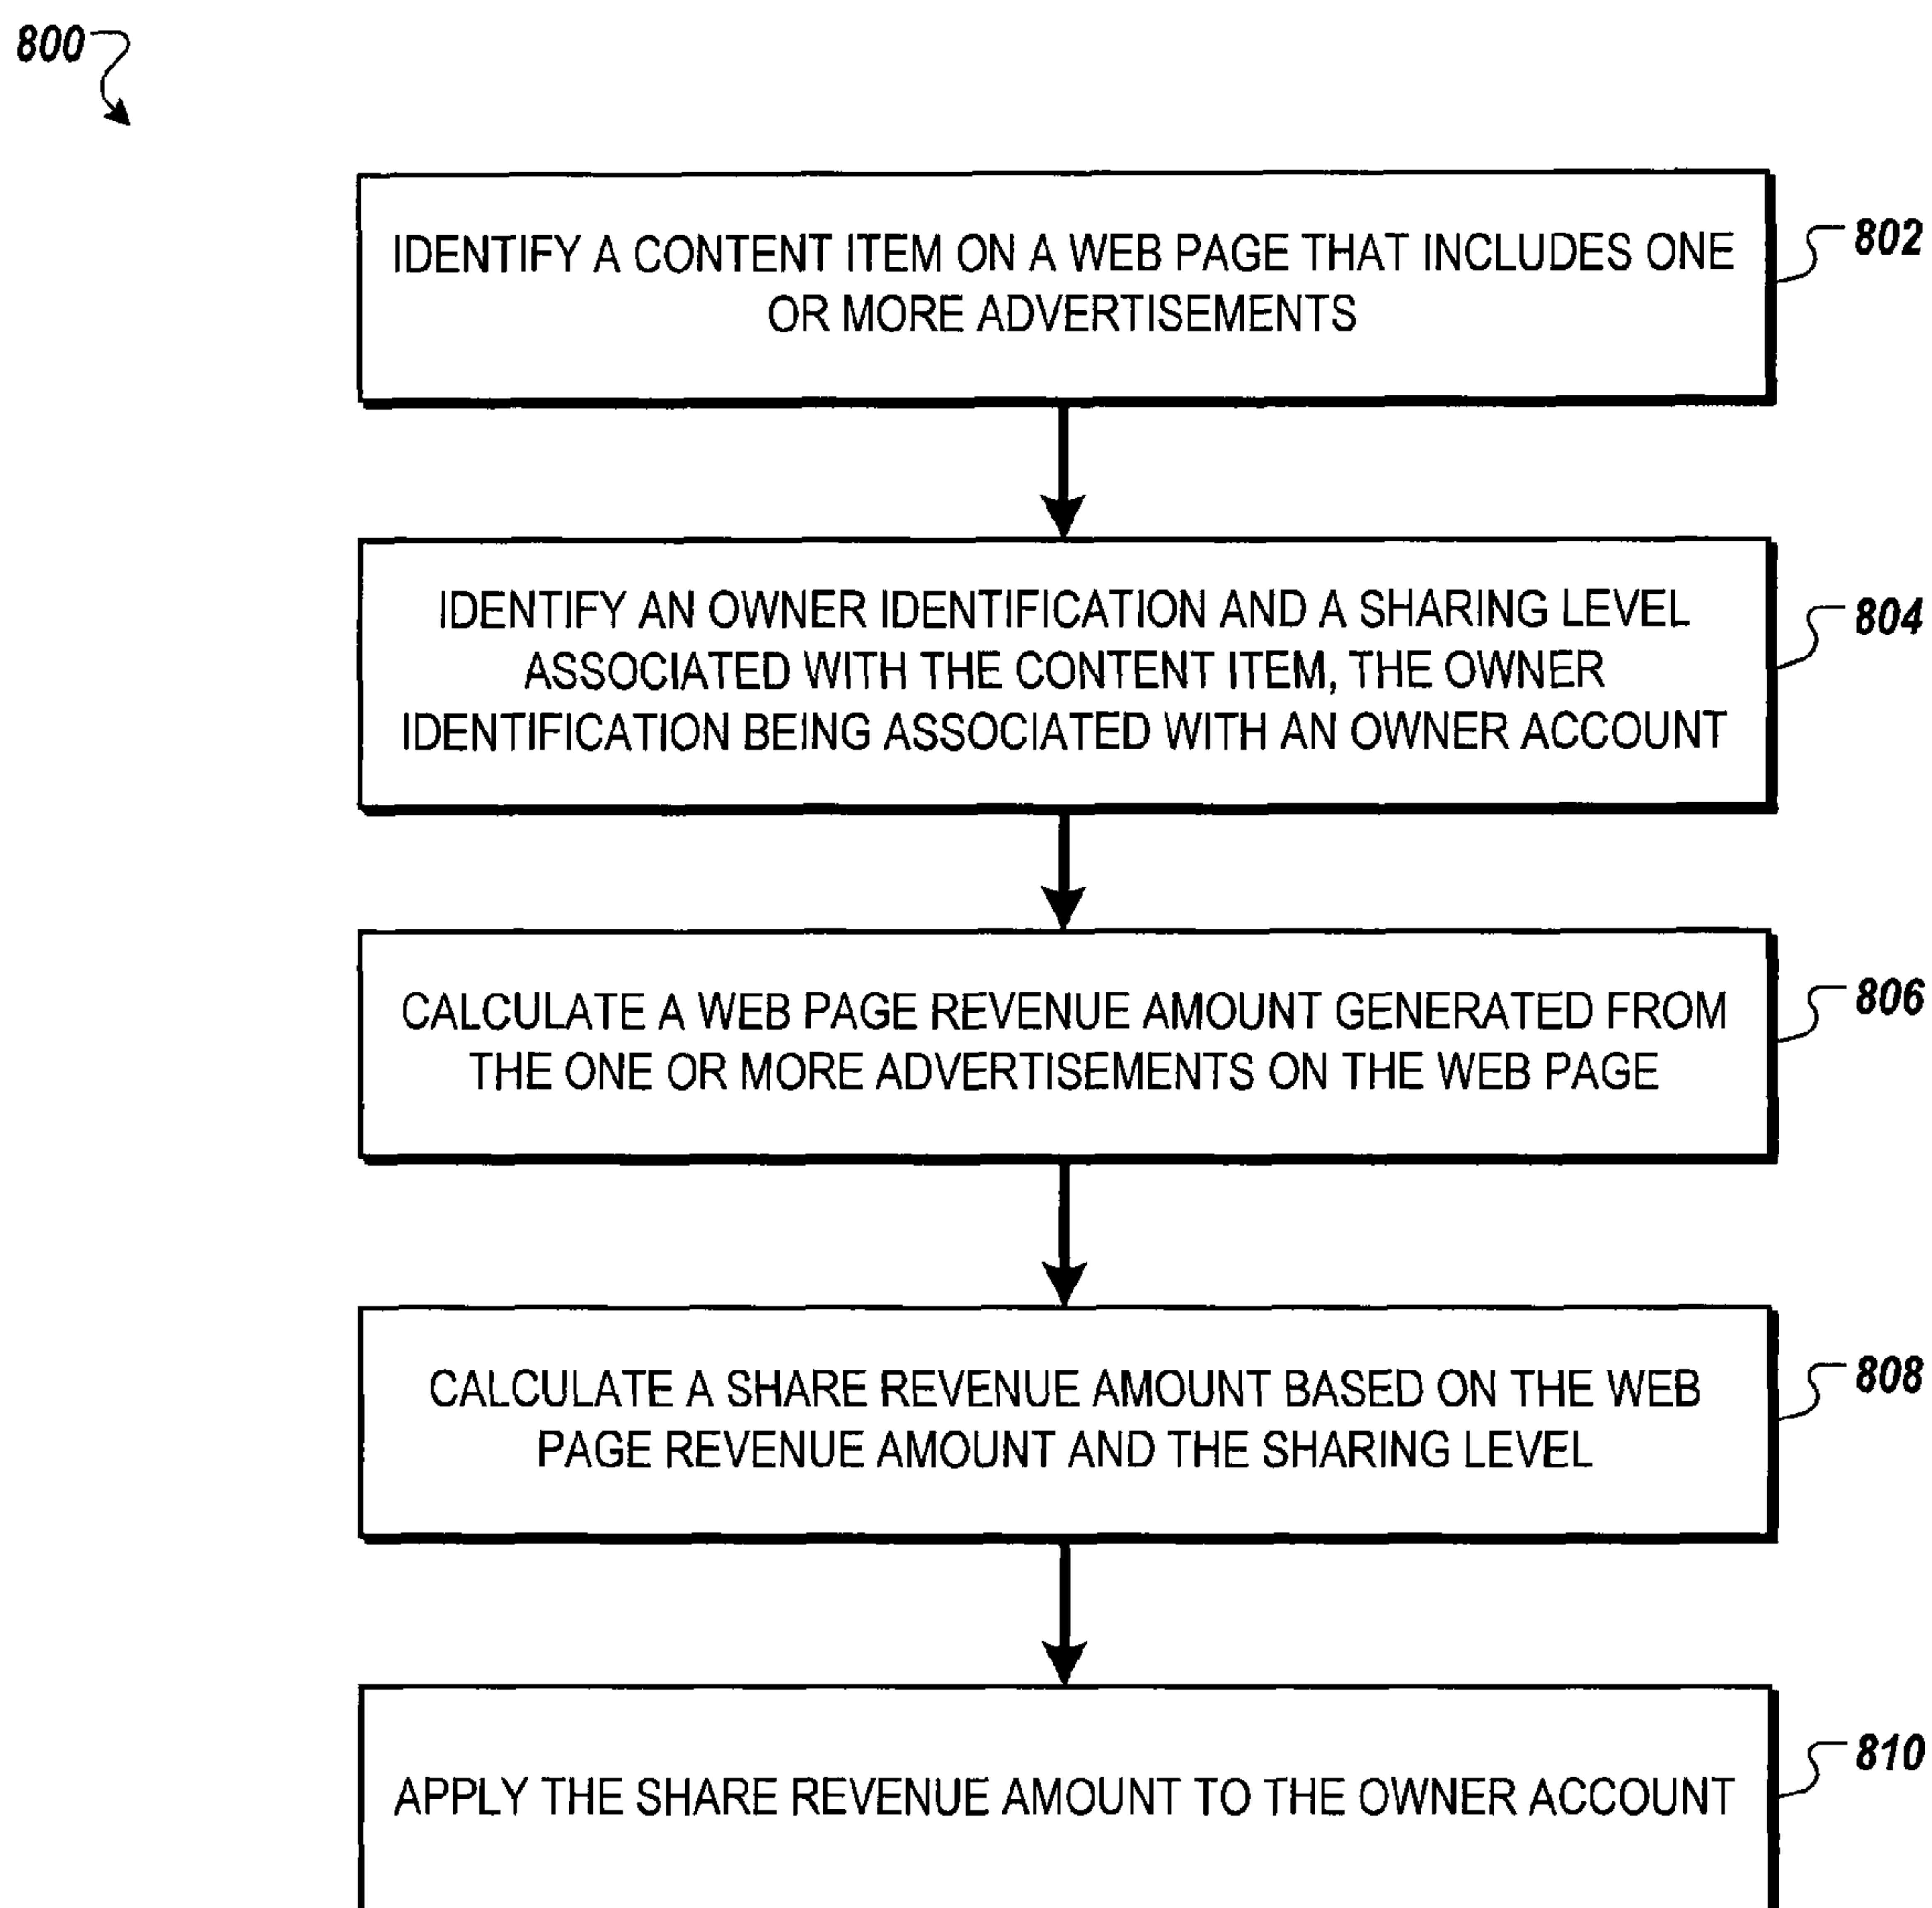 800
IDENTIFY A CONTENT ITEM ON A WEB PAGE THAT INCLUDES ONE
OR MORE ADVERTISEMENTS
802
IDENTIFY AN OWNER IDENTIFICATION AND A SHARING LEVEL
ASSOCIATED WITH THE CONTENT ITEM, THE OWNER
IDENTIFICATION BEING ASSOCIATED WITH AN OWNER ACCOUNT
804
CALCULATE A WEB PAGE REVENUE AMOUNT GENERATED FROM
THE ONE OR MORE ADVERTISEMENTS ON THE WEB PAGE
806
CALCULATE A SHARE REVENUE AMOUNT BASED ON THE WEB
PAGE REVENUE AMOUNT AND THE SHARING LEVEL
808
APPLY THE SHARE REVENUE AMOUNT TO THE OWNER ACCOUNT
810